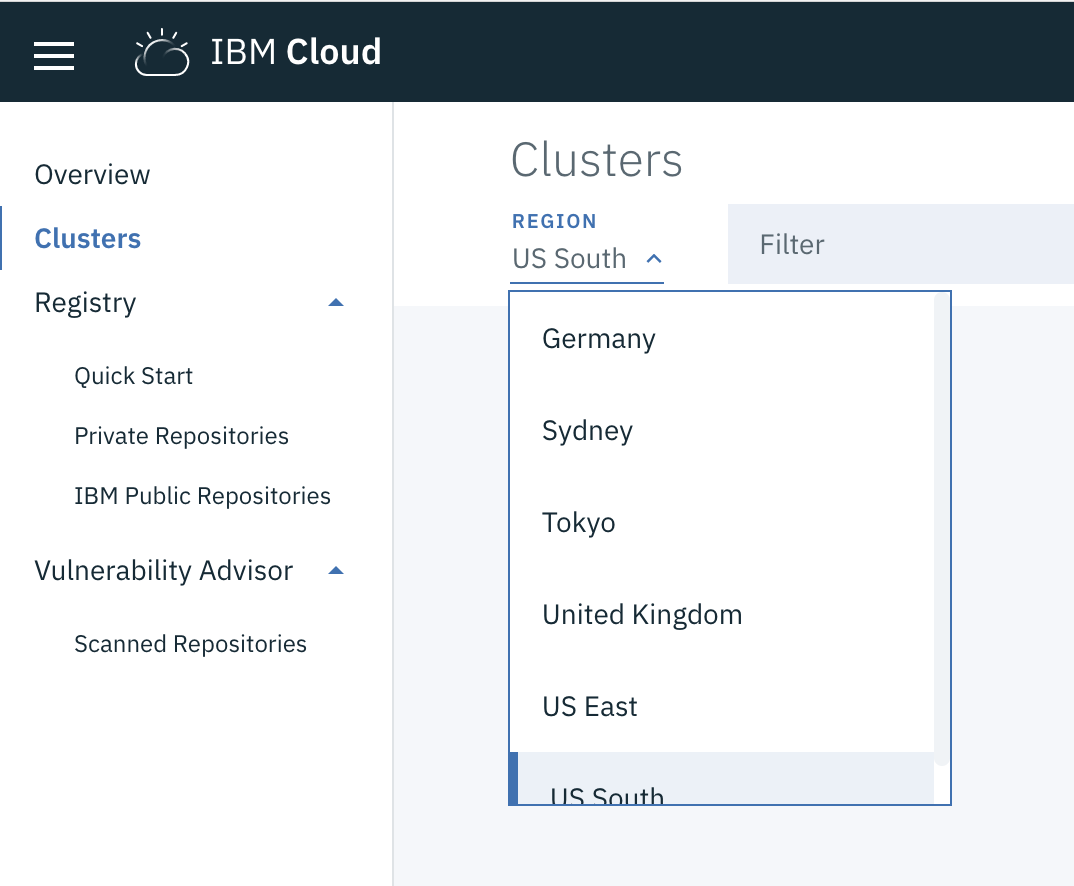 IBM Cloud
Overview
Clusters
Registry
Quick Start
Private Repositories
IBM Public Repositories
Vulnerability Advisor
Scanned Repositories
Clusters
REGION
US South
Filter
Germany
Sydney
Tokyo
United Kingdom
US East
US South